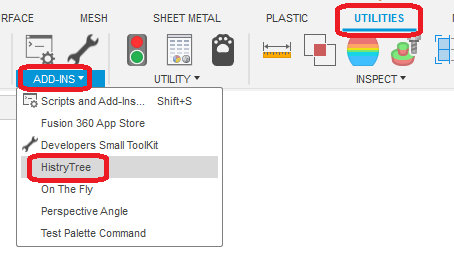 RFACE MESH SHEET METAL PLASTIC UTILITIES
ADD-INS UTILITY INSPECT
Scripts and Add-Ins... Shift+S
Fusion 360 App Store
Developers Small ToolKit
HistryTree
On The Fly
Perspective Angle
Test Palette Command